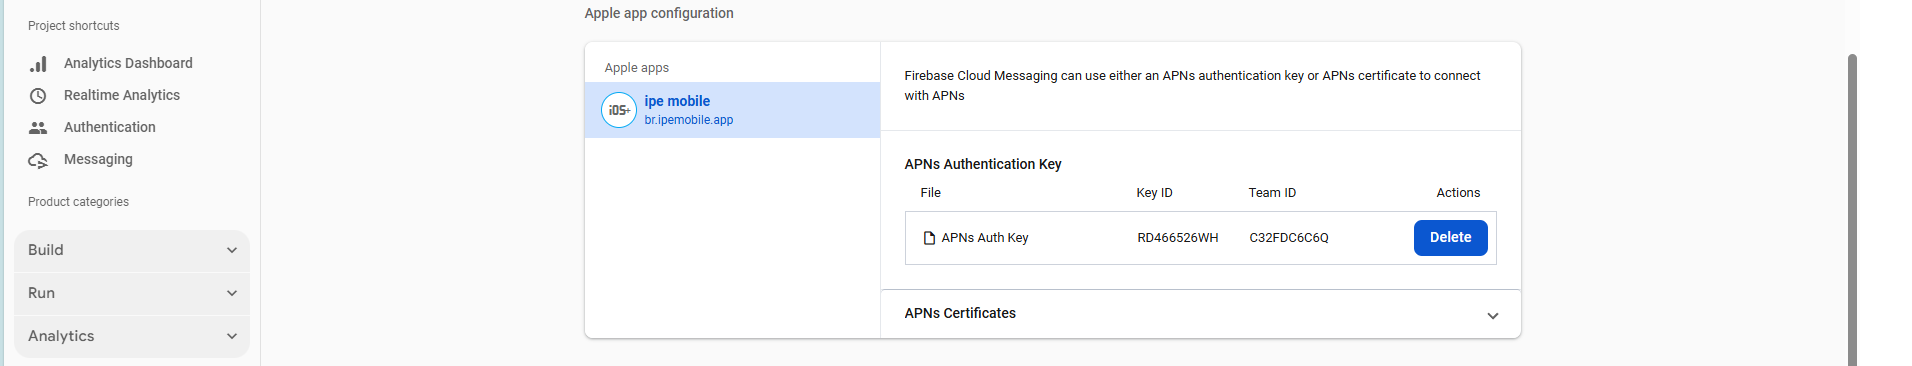 Project shortcuts
Analytics Dashboard
Realtime Analytics
Authentication
Messaging
Product categories
Build
Run
Analytics
Apple app configuration
Apple apps
iOS+
ipe mobile
br.ipemobile.app
Firebase Cloud Messaging can use either an APNs authentication key or APNs certificate to connect
with APNs
APNs Authentication Key
File Key ID Team ID Actions
APNs Auth Key RD466526WH C32FDC6C6Q Delete
APNs Certificates